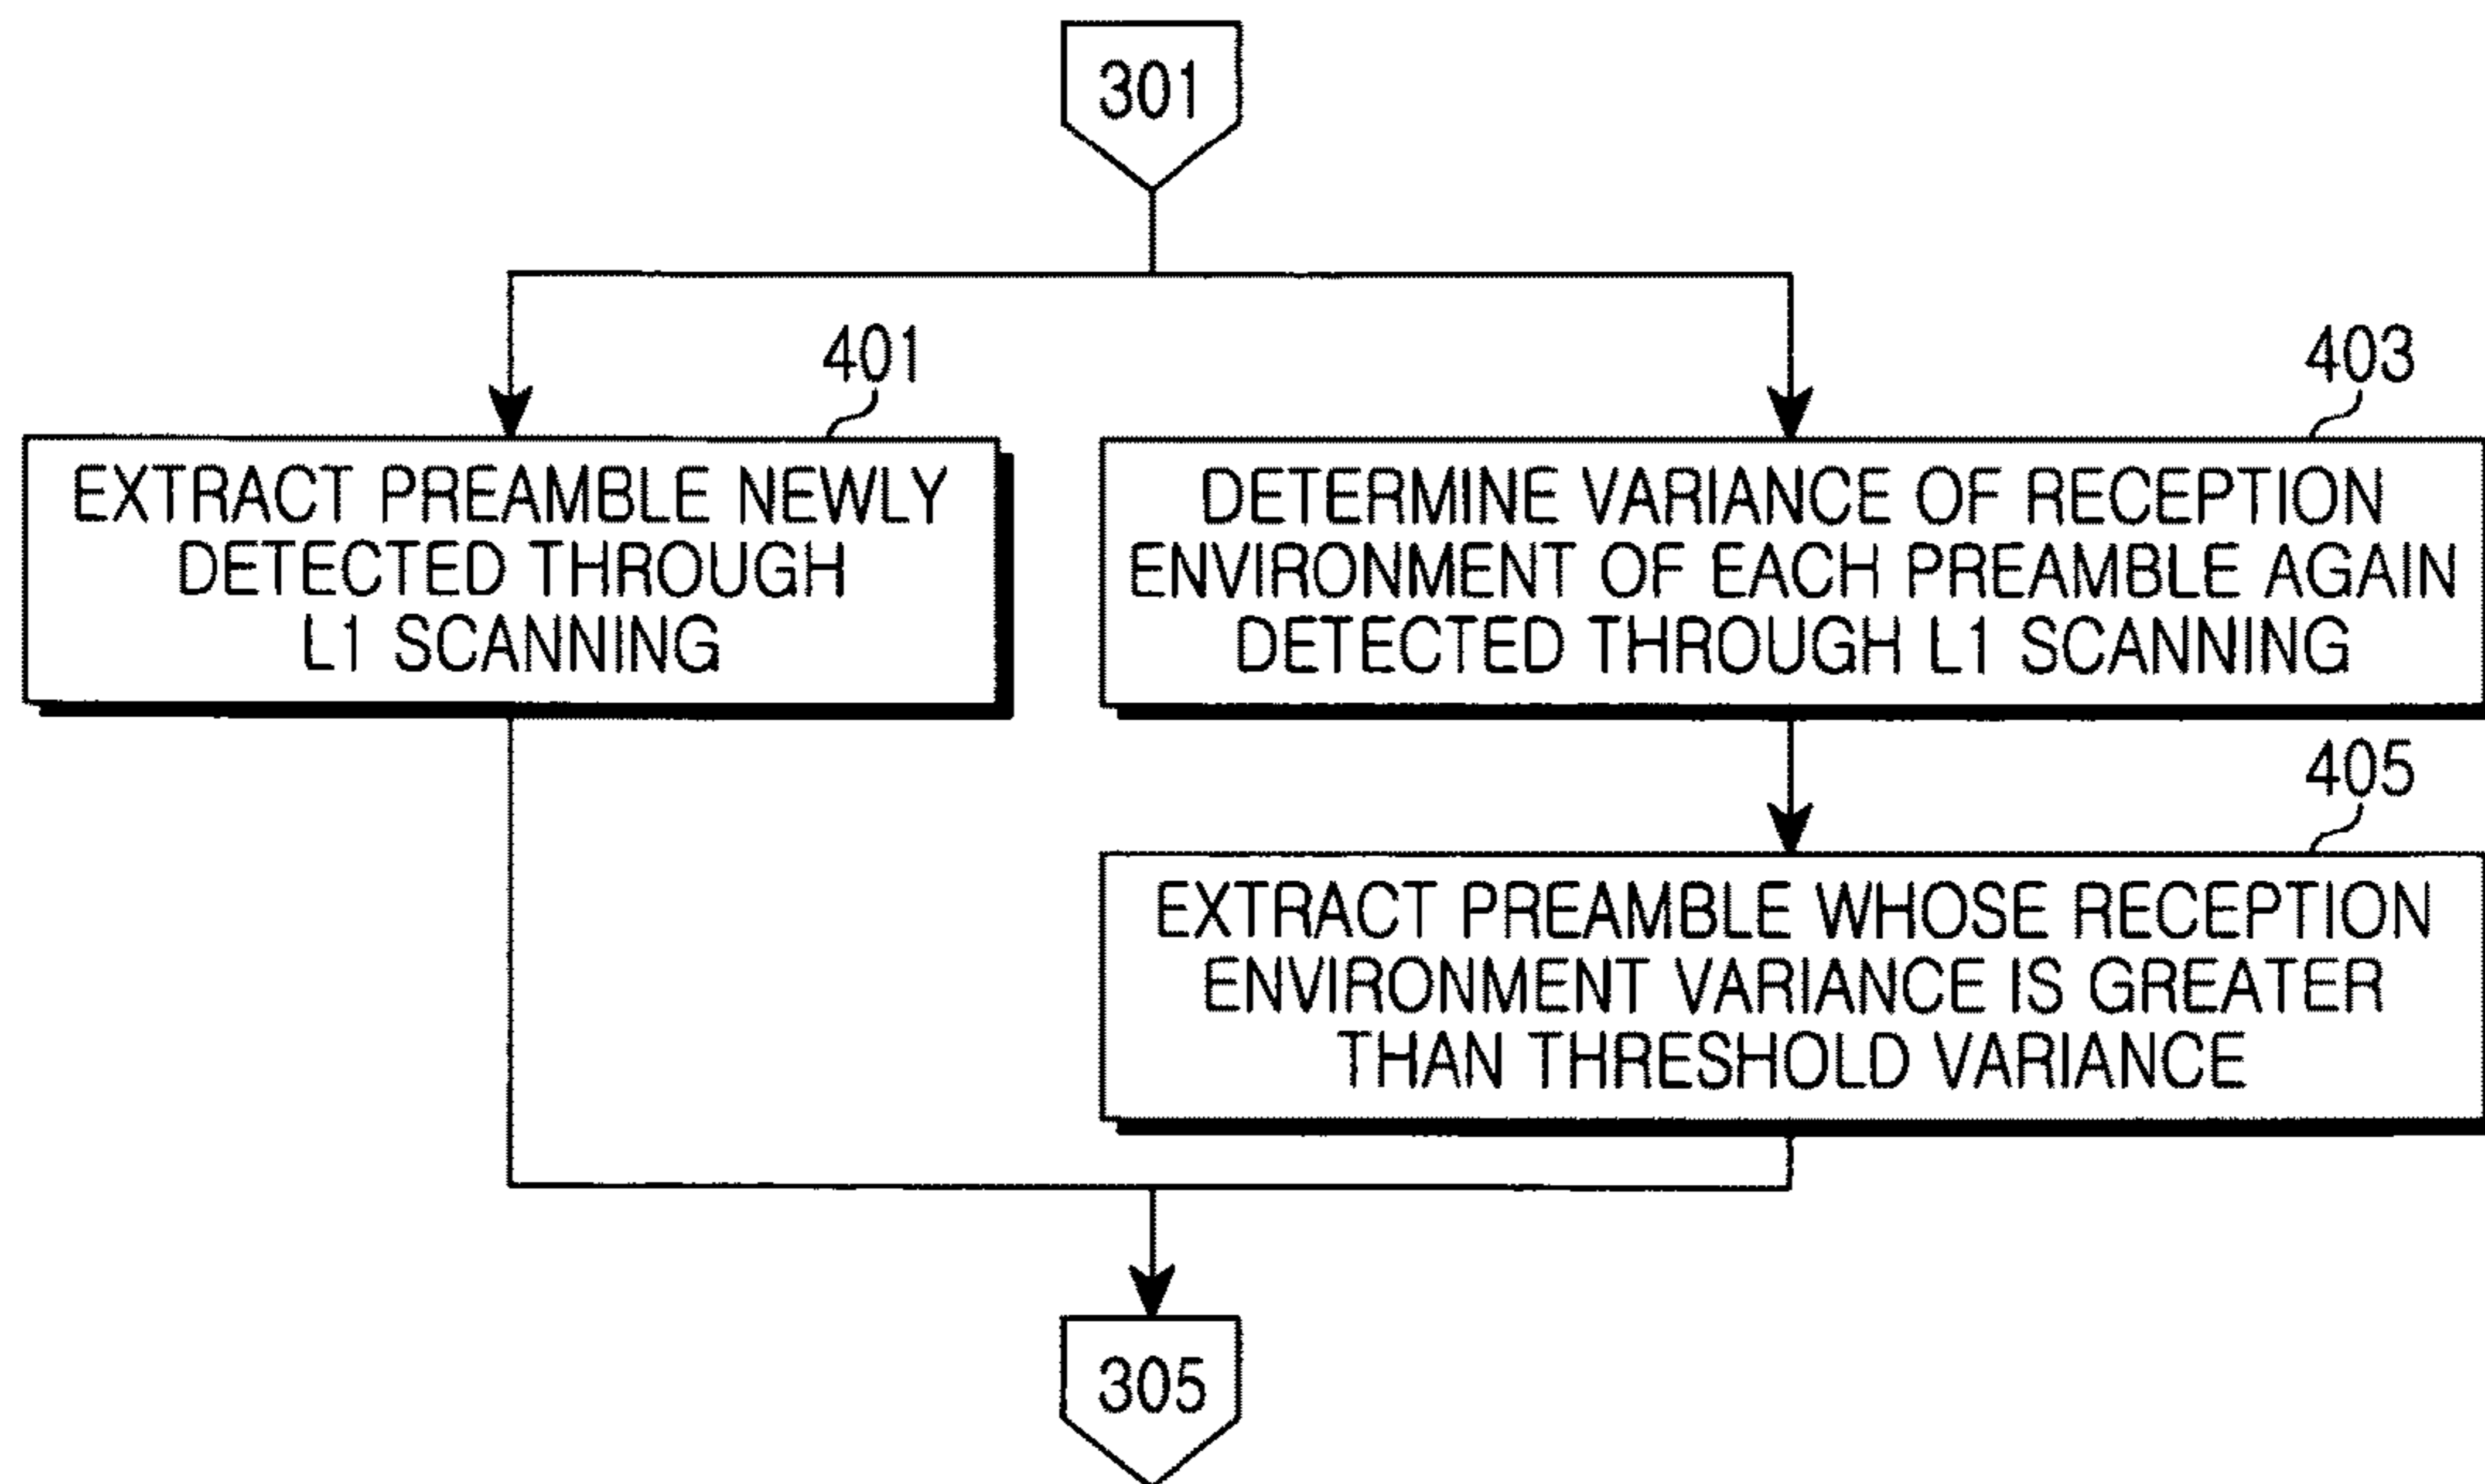 301
401
EXTRACT PREAMBLE NEWLY
DETECTED THROUGH
L1 SCANNING
403
DETERMINE VARIANCE OF RECEPTION
ENVIRONMENT OF EACH PREAMBLE AGAIN
DETECTED THROUGH L1 SCANNING
405
EXTRACT PREAMBLE WHOSE RECEPTION
ENVIRONMENT VARIANCE IS GREATER
THAN THRESHOLD VARIANCE
305